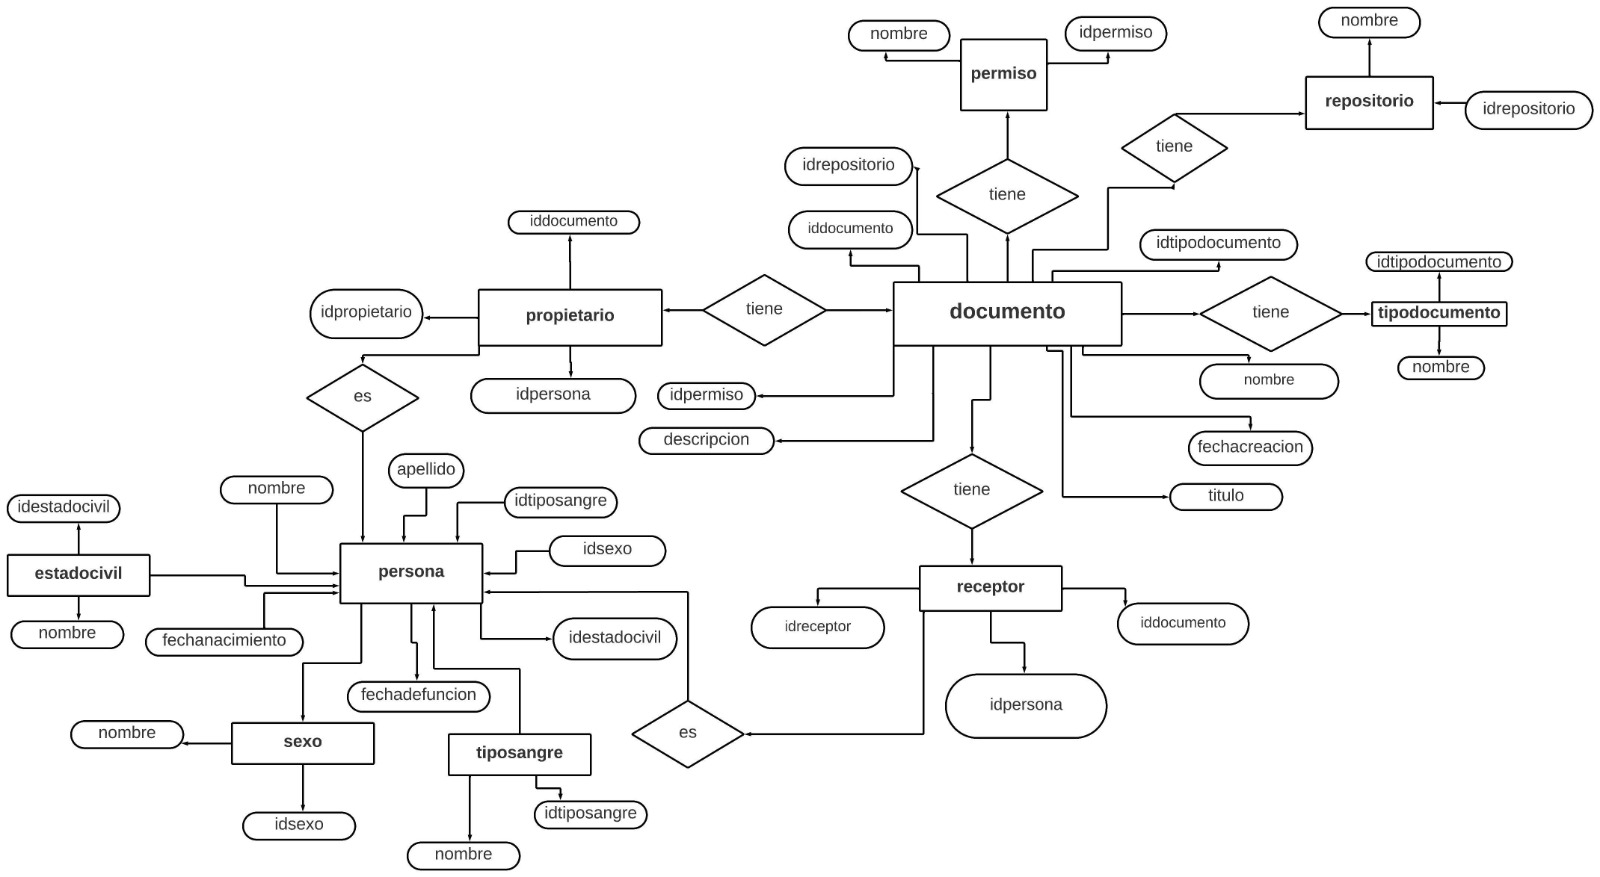 nombre
idpermiso
nombre
permiso
repositorio
idrepositorio
tiene
idrepositorio
tiene
iddocumento
iddocumento
idtipodocumento
idtipodocumento
idpropietario
propietario
tiene
documento
tiene
tipodocumento
nombre
nombre
es
idpersona
idpermiso
descripcion
fechacreacion
apellido
nombre
idtiposangre
tiene
titulo
idestadocivil
idsexo
estadocivil
persona
receptor
nombre
fechanacimiento
idestadocivil
idreceptor
iddocumento
fechadefuncion
idpersona
nombre
sexo
es
tiposangre
idsexo
idtiposangre
nombre